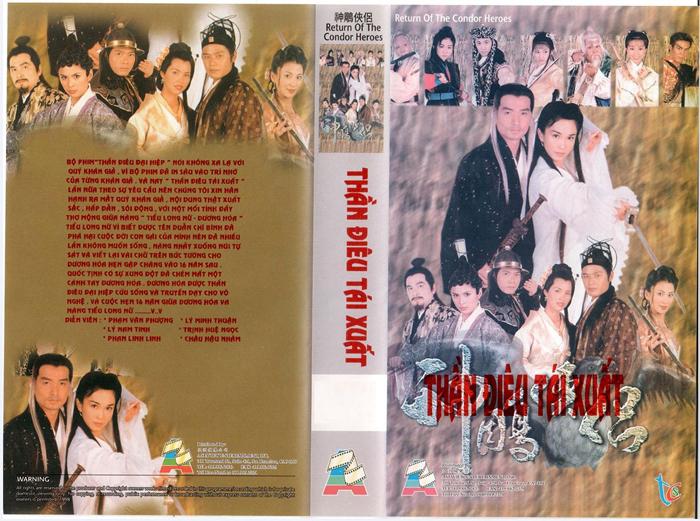 BỘ PHIM"THẦN ĐIÊU ĐẠI HIỆP " NÓI KHÔNG XA LẠ VỚI
QUÝ KHÁN GIẢ , VÌ BỘ PHIM ĐÃ IN SÂU VÀO TRÍ NHỚ
CỦA TỪNG KHÁN GIẢ . VÀ NAY " THẦN ĐIÊU TÁI XUẤT "
LẦN NỮA THEO SỰ YÊU CẦU NÊN CHÚNG TÔI XIN HÂN
HẠNH RA MẮT QUÝ KHÁN GIẢ , NỘI DUNG THẬT XUẤT
SẮC , HẤP DẪN , SÔI ĐỘNG , VỚI MỘT MỐI TÌNH ĐẦY
THƠ MỘNG GIỮA NÀNG " TIỂU LONG NỮ - DƯƠNG HÓA "
TIỂU LONG NỮ VÌ BIẾT ĐƯỢC TÊN DUÂN CHÍ BÌNH ĐÃ
PHÁ HẠI CUỘC ĐỜI CON GÁI CỦA MÌNH NÊN ĐÃ NHIỀU
LẦN KHÔNG MUỐN SỐNG , NÀNG NHẢY XUỐNG NÚI TỰ
SÁT VÀ VIẾT LẠI VÀI CHỮ TRÊN BỨC TƯỜNG CHO
DƯƠNG HÓA HẸN GẶP CHÀNG VÀO 16 NĂM SAU .
QUỐC TỊNH CÓ SỰ XUNG ĐỘT ĐÃ CHÉM MẤT MỘT
CÁNH TAY DƯƠNG HÓA . DƯƠNG HÓA ĐƯỢC THẦN
ĐIÊU ĐẠI HIỆP CỨU SỐNG VÀ TRUYỀN DẠY CHO VÕ
NGHỆ . VÀ CUỘC HẸN 16 NĂM GIỮA DƯƠNG HÓA VÀ
NÀNG TIỂU LONG NỮ ..........V..V
DIỄN VIÊN : * PHẠM VĂN PHƯƠNG * LÝ MINH THUẬN
* LÝ NAM TINH * TRỊNH HUỆ NGỌC
* PHAN LINH LINH * CHÂU HẬU NHÂM
WARNING
神鵰俠侶
Return Of The
Condor Heroes
THẦN ĐIÊU TÁI XUẤT
A
Return Of The Condor Heroes
THẦN ĐIÊU TÁI XUẤT
A
tcs